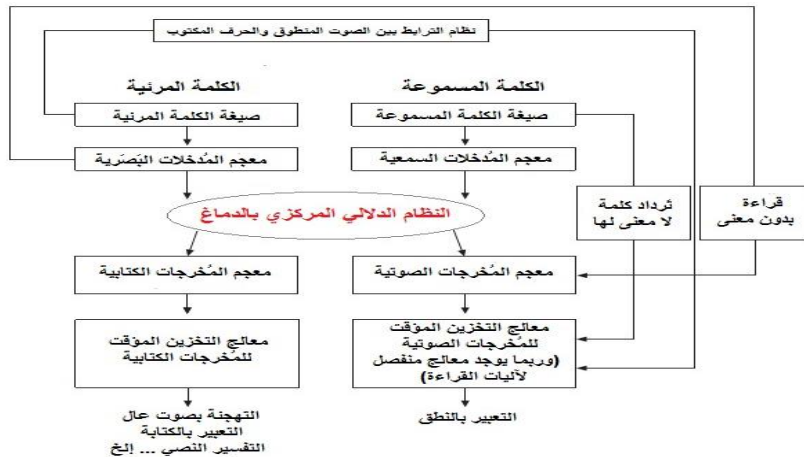 نظام الترابط بين الصوت المنطوق والحرف المكتوب
الكلمة المسموعة
الكلمة المرئية
صيغة الكلمة المسموعة
صيغة الكلمة المرئية
معجم المُدخلات السمعية
معجم المُدخلات البَصَرية
قراءة
بدون معنى
تَرداد كلمة
لا معنى لها
النظام الدلالي المركزي بالدماغ
معجم المُخرجات الصوتية
معجم المُخرجات الكتابية
معالج التخزين المؤقت
للمُخرجات الصوتية
(وربما يوجد معالج منفصل
لآليات القراءة)
معالج التخزين المؤقت
للمُخرجات الكتابية
التعبير بالنطق
التهجئة بصوت عال
التعبير بالكتابة
التفسير النصي ... إلخ